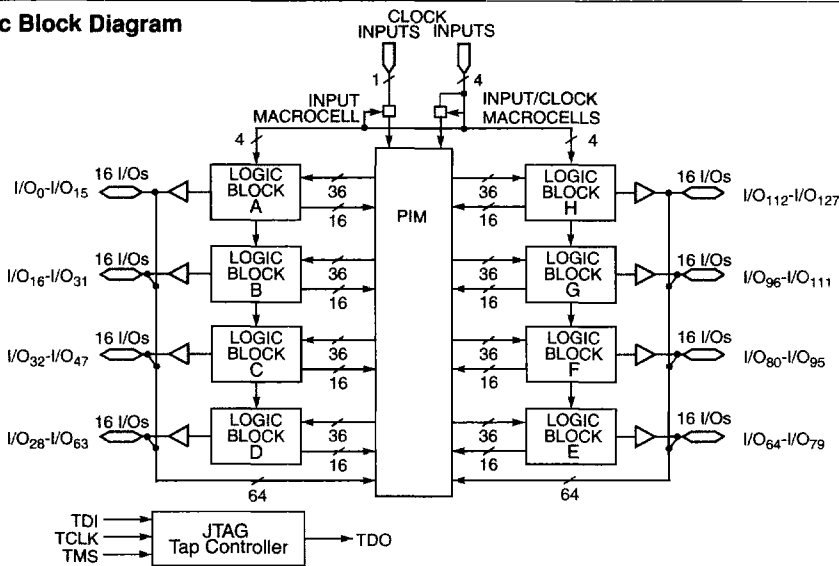 c Block Diagram
CLOCK
INPUTS INPUTS
1 4
INPUT
MACROCELL
INPUT/CLOCK
MACROCELLS
4 4
16 I/Os LOGIC BLOCK A 36 16 PIM 36 16 LOGIC BLOCK H 16 I/Os
I/O0-I/O15 I/O112-I/O127
16 I/Os LOGIC BLOCK B 36 16 36 16 LOGIC BLOCK G 16 I/Os
I/O16-I/O31 I/O96-I/O111
16 I/Os LOGIC BLOCK C 36 16 36 16 LOGIC BLOCK F 16 I/Os
I/O32-I/O47 I/O80-I/O95
16 I/Os LOGIC BLOCK D 36 16 36 16 LOGIC BLOCK E 16 I/Os
I/O28-I/O63 I/O64-I/O79
64 64
TDI
TCLK
TMS
JTAG
Tap Controller
TDO